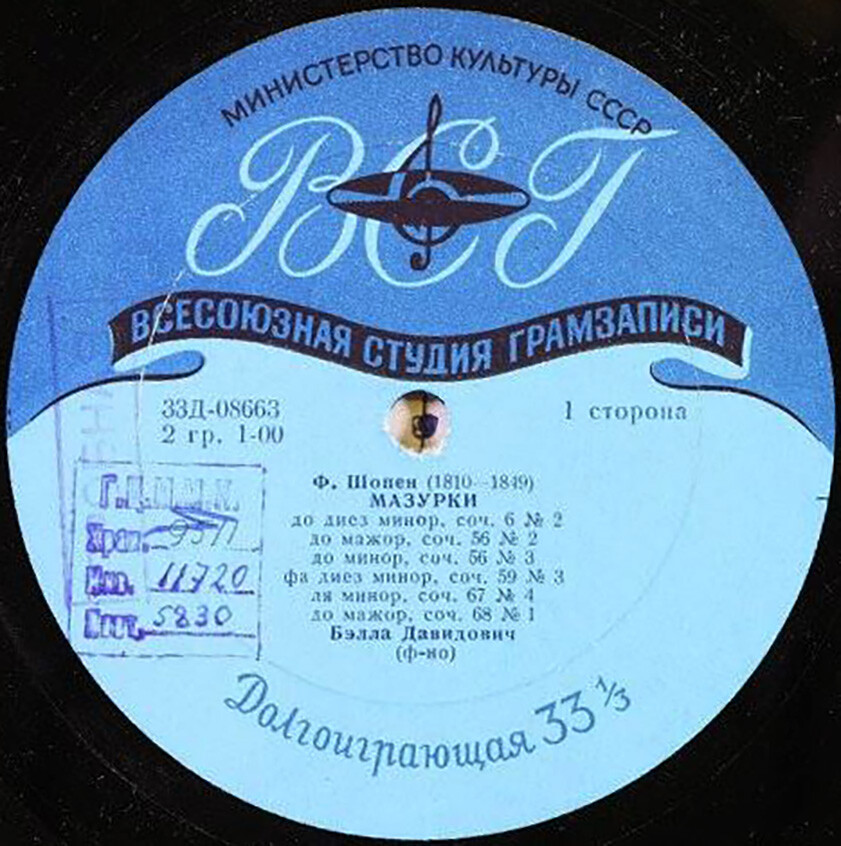 МИНИСТЕРСТВО КУЛЬТУРЫ СССР
ВСГ
ВСЕСОЮЗНАЯ СТУДИЯ ГРАМЗАПИСИ
33Д-08663
2 гр. 1-00
1 сторона
Ф. Шопен (1810—1849)
МАЗУРКИ
до диез минор, соч. 6 № 2
до мажор, соч. 56 № 2
до минор, соч. 56 № 3
фа диез минор, соч. 59 № 3
ля минор, соч. 67 № 4
до мажор, соч. 68 № 1
Бэлла Давидович
(ф-но)
Хран.
Инв. 11720
5830
Долгоиграющая 33 1/3